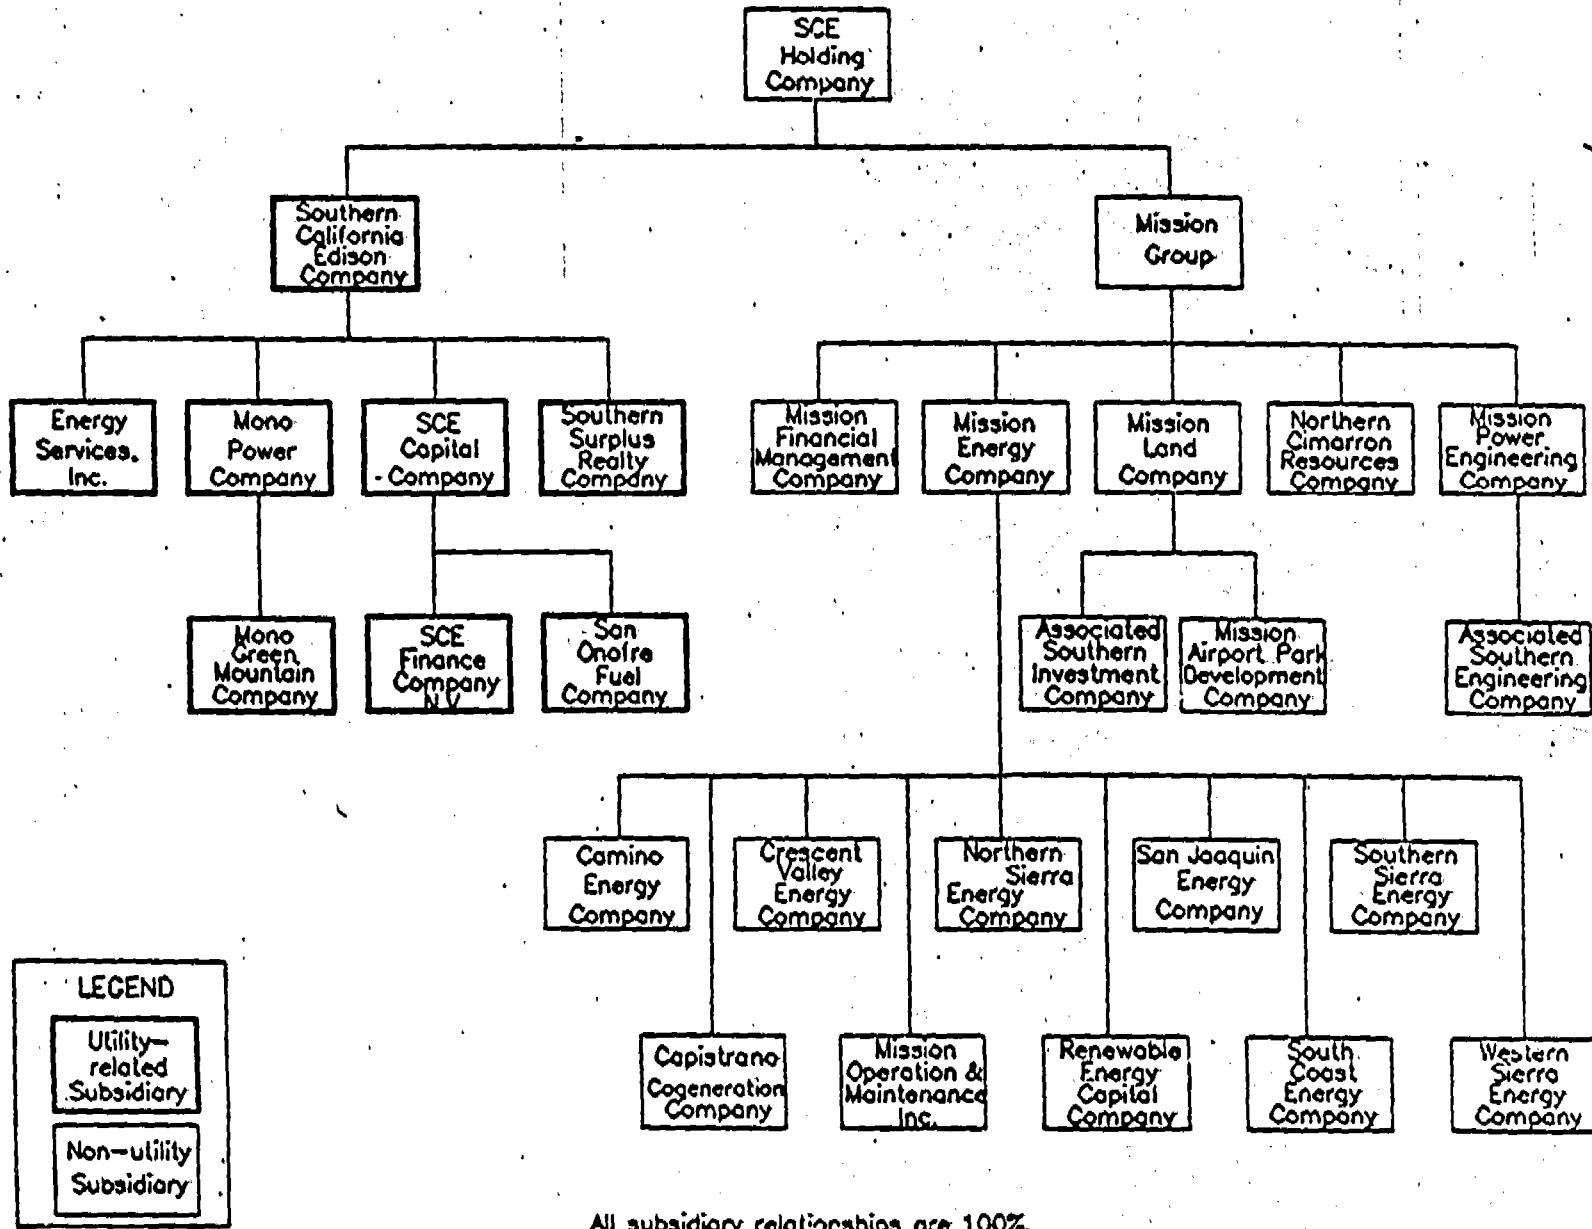 SCE
Holding
Company
Southern
California
Edison
Company
Mission
Group
Energy
Services.
Inc.
Mono
Power
Company
SCE
Capital
Company
Southern
Surplus
Realty
Company
Mission
Financial
Management
Company
Mission
Energy
Company
Mission
Land
Company
Northern
Cimarron
Resources
Company
Mission
Power
Engineering
Company
Mono
Green
Mountain
Company
SCE
Finance
Company
N.V.
San
Onofre
Fuel
Company
Associated
Southern
Investment
Company
Mission
Airport Park
Development
Company
Associated
Southern
Engineering
Company
Camino
Energy
Company
Crescent
Valley
Energy
Company
Northern
Sierra
Energy
Company
San Joaquin
Energy
Company
Southern
Sierra
Energy
Company
Capistrano
Cogeneration
Company
Mission
Operation &
Maintenance
Inc.
Renewable
Energy
Capital
Company
South
Coast
Energy
Company
Western
Sierra
Energy
Company
LEGEND
Utility-
related
Subsidiary
Non-utility
Subsidiary
All subsidiary relationships are 100%.